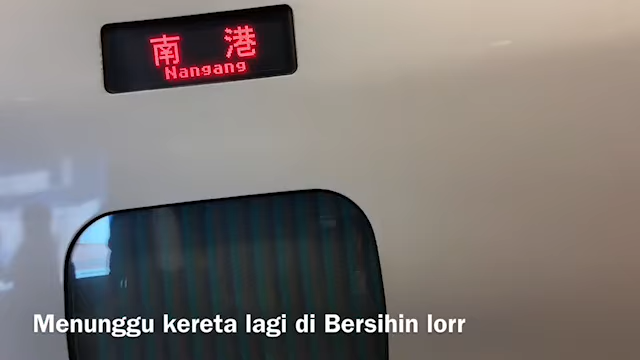 南 港
Nangang
Menunggu kereta lagi di Bersihin lorr